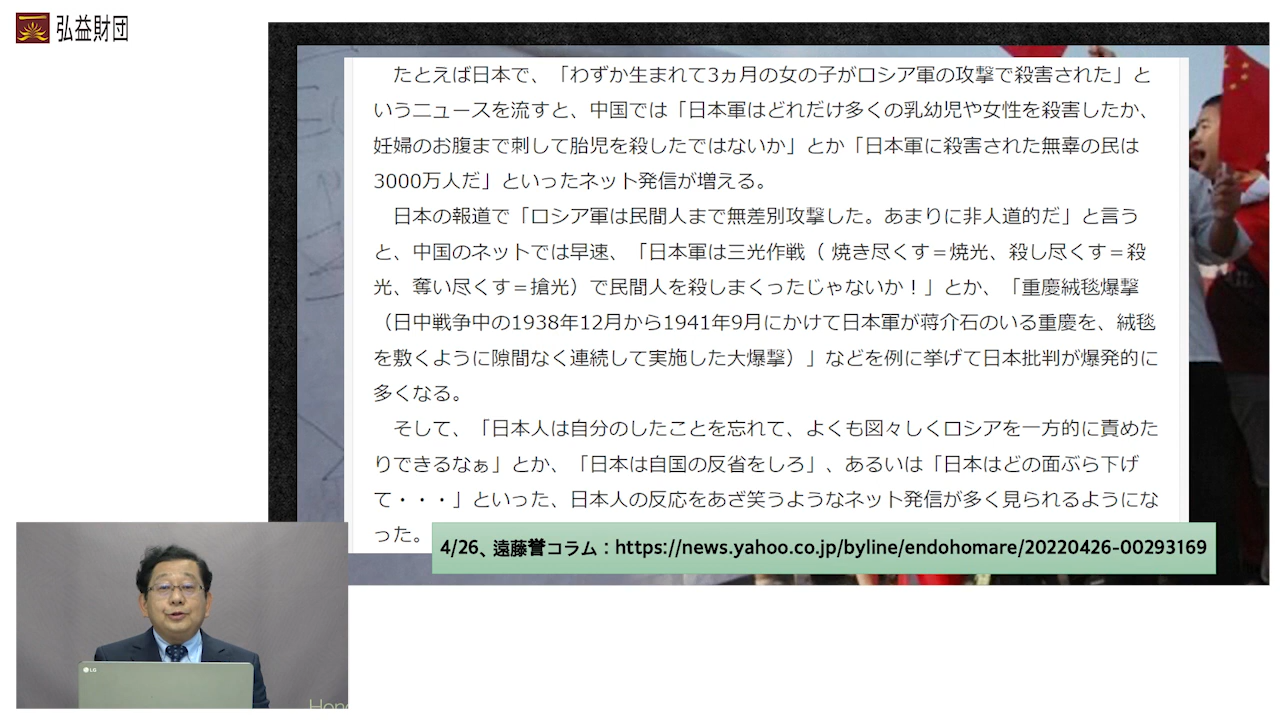 弘益財団
　たとえば日本で、「わずか生まれて3ヵ月の女の子がロシア軍の攻撃で殺害された」と
いうニュースを流すと、中国では「日本軍はどれだけ多くの乳幼児や女性を殺害したか、
妊婦のお腹まで刺して胎児を殺したではないか」とか「日本軍に殺害された無辜の民は
3000万人だ」といったネット発信が増える。
　日本の報道で「ロシア軍は民間人まで無差別攻撃した。あまりに非人道的だ」と言う
と、中国のネットでは早速、「日本軍は三光作戦（ 焼き尽くす＝焼光、殺し尽くす＝殺
光、奪い尽くす＝搶光）で民間人を殺しまくったじゃないか！」とか、「重慶絨毯爆撃
（日中戦争中の1938年12月から1941年9月にかけて日本軍が蒋介石のいる重慶を、絨毯
を敷くように隙間なく連続して実施した大爆撃）」などを例に挙げて日本批判が爆発的に
多くなる。
　そして、「日本人は自分のしたことを忘れて、よくも図々しくロシアを一方的に責めた
りできるなぁ」とか、「日本は自国の反省をしろ」、あるいは「日本はどの面ぶら下げ
て・・・」といった、日本人の反応をあざ笑うようなネット発信が多く見られるようにな
った。
4/26、遠藤誉コラム：https://news.yahoo.co.jp/byline/endohomare/20220426-00293169
LG
Hong